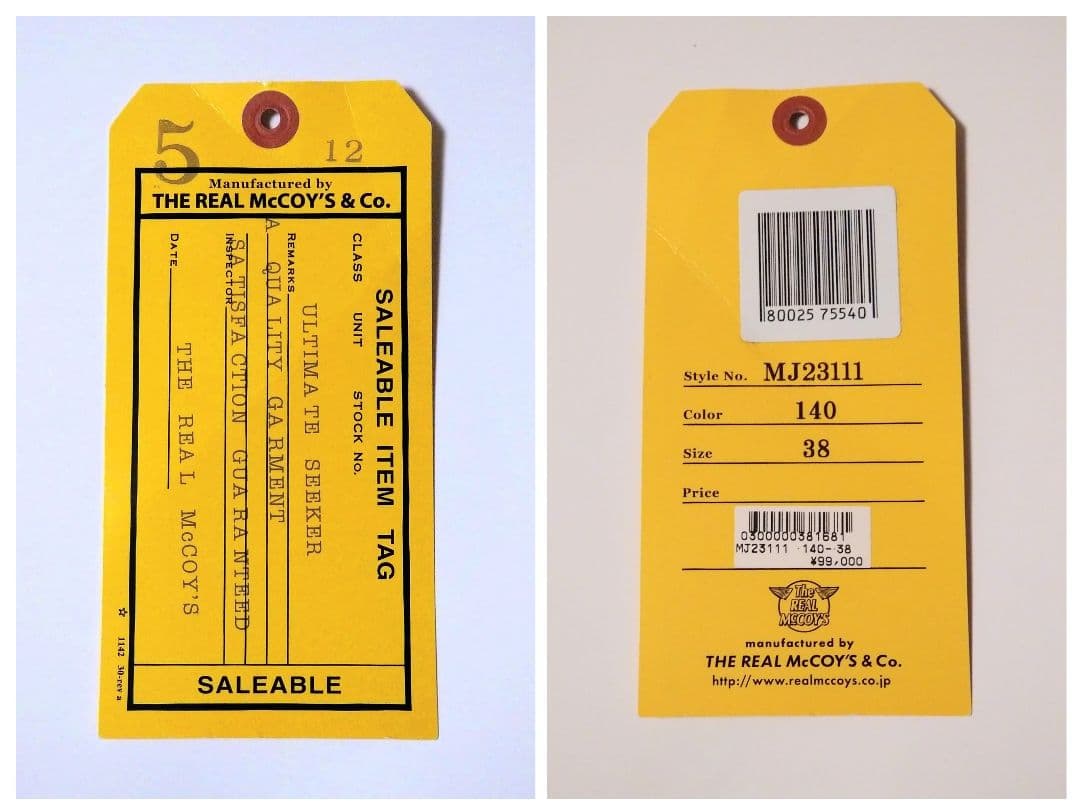 5
12
Manufactured by
THE REAL McCOY'S & Co.
SALEABLE ITEM TAG
CLASS UNIT STOCK No.
ULTIMATE SEEKER
REMARKS
A QUALITY GARMENT
SATISFACTION GUARANTEED
INSPECTOR
THE REAL McCOY'S
DATE
☆ 1142 30-rev a
SALEABLE
80025 75540
Style No. MJ23111
Color 140
Size 38
Price
0300000381681
MJ23111 -140- 38
¥99,000
The
REAL
McCOY'S
manufactured by
THE REAL McCOY'S & Co.
http://www.realmccoys.co.jp